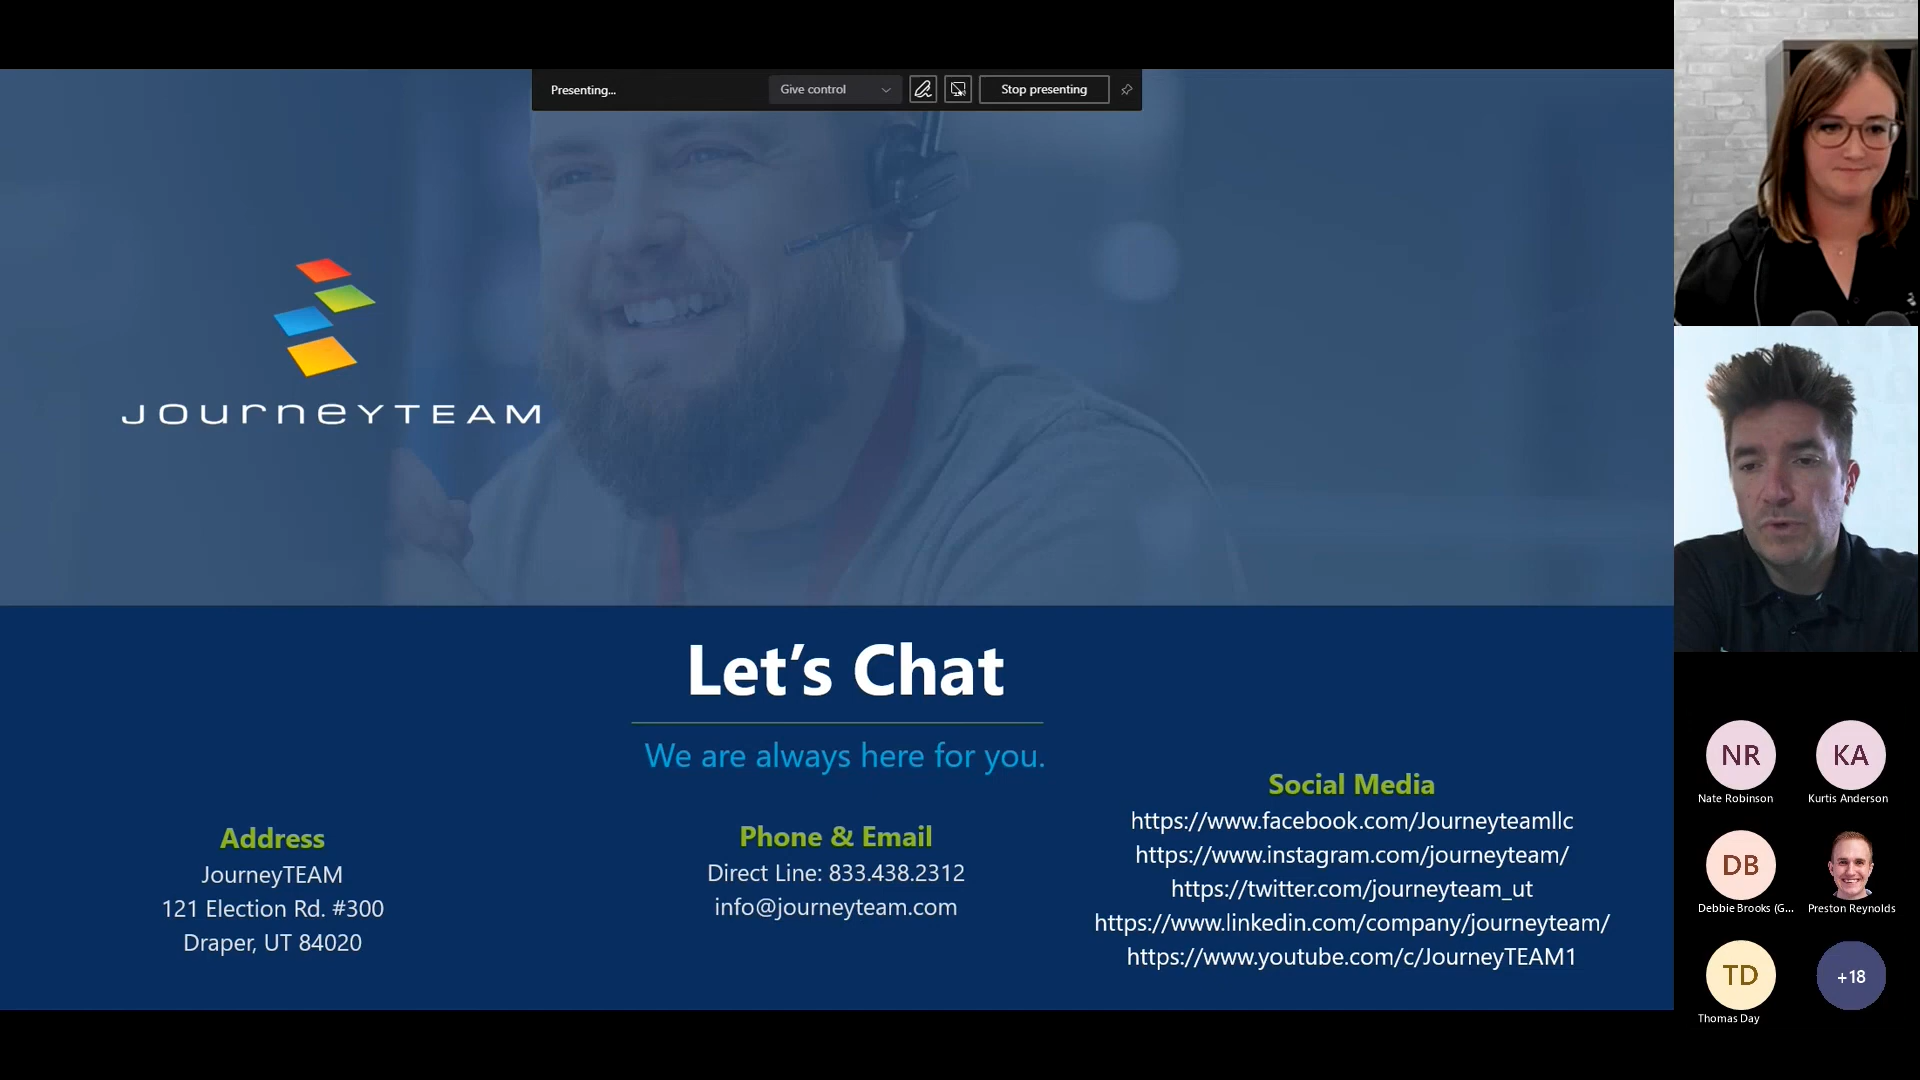 Presenting...
Give control
Stop presenting
JOURNEYTEAM
Let's Chat
We are always here for you.
Address
JourneyTEAM
121 Election Rd. #300
Draper, UT 84020
Phone & Email
Direct Line: 833.438.2312
info@journeyteam.com
Social Media
https://www.facebook.com/Journeyteamllc
https://www.instagram.com/journeyteam/
https://twitter.com/journeyteam_ut
https://www.linkedin.com/company/journeyteam/
https://www.youtube.com/c/JourneyTEAM1
NR
KA
Nate Robinson
Kurtis Anderson
DB
Debbie Brooks (G...
Preston Reynolds
TD
+18
Thomas Day